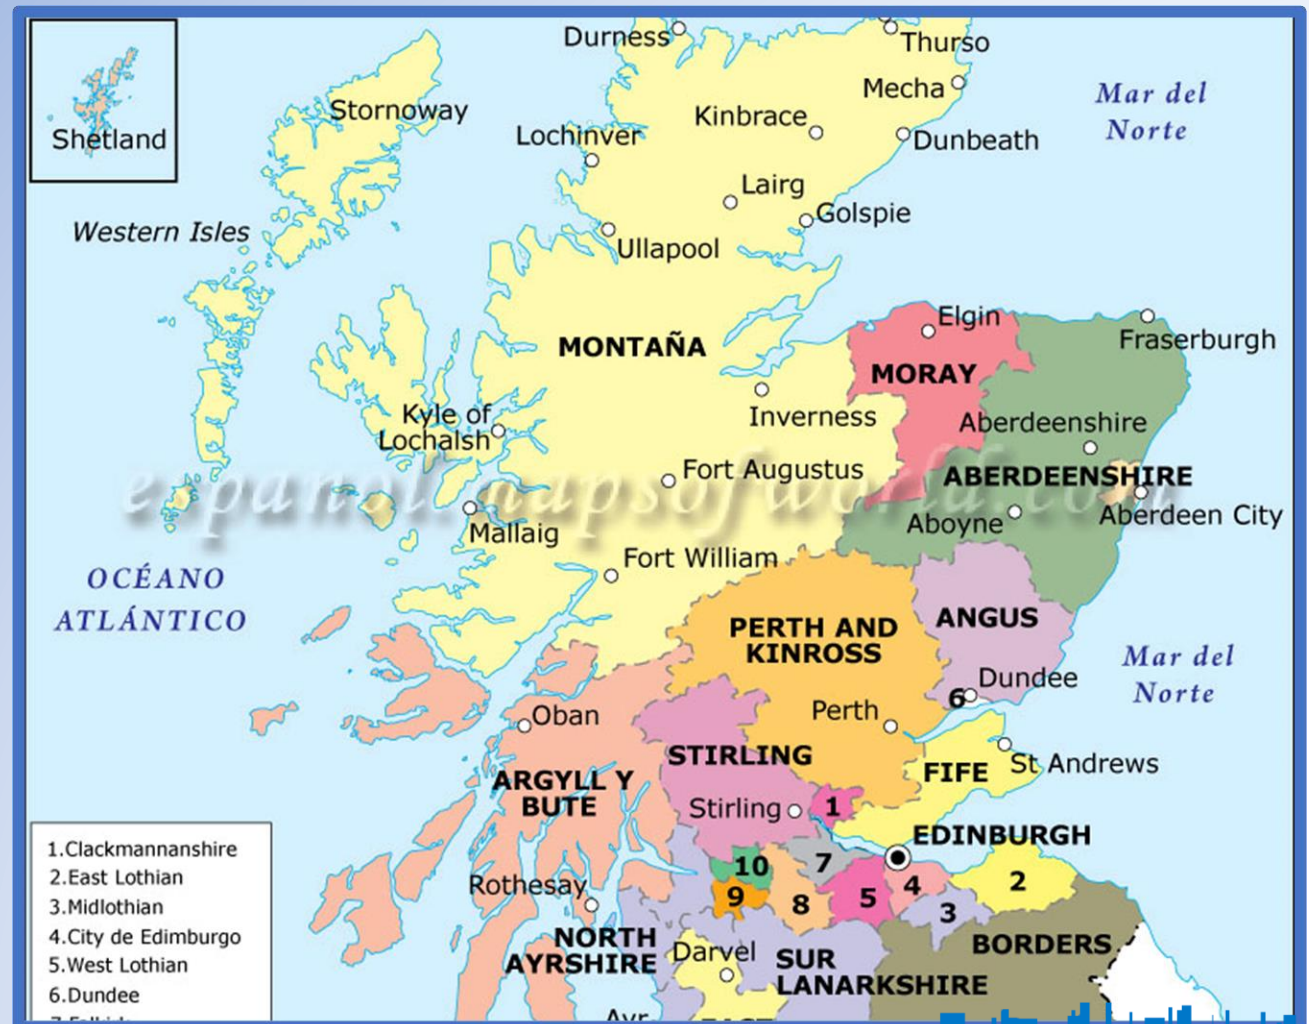 Durness
Thurso
Mecha
Mar del
Norte
Kinbrace
Stornoway
Lochinver
Dunbeath
Shetland
Lairg
Golspie
Western Isles
Ullapool
Elgin
Fraserburgh
MONTAÑA
MORAY
Inverness
Kyle of
Lochalsh
Aberdeenshire
Fort Augustus
ABERDEENSHIRE
espanol.mapsofworld.com
Aberdeen City
Aboyne
Mallaig
Fort William
OCÉANO
ATLÁNTICO
ANGUS
PERTH AND
KINROSS
Mar del
Norte
Dundee
6
Oban
Perth
STIRLING
St Andrews
FIFE
ARGYLL Y
BUTE
Stirling
1
EDINBURGH
10
7
2
4
Rothesay
9
8
5
3
NORTH
AYRSHIRE
Darvel
SUR
LANARKSHIRE
BORDERS
1.Clackmannanshire
2.East Lothian
3.Midlothian
4.City de Edimburgo
5.West Lothian
6.Dundee